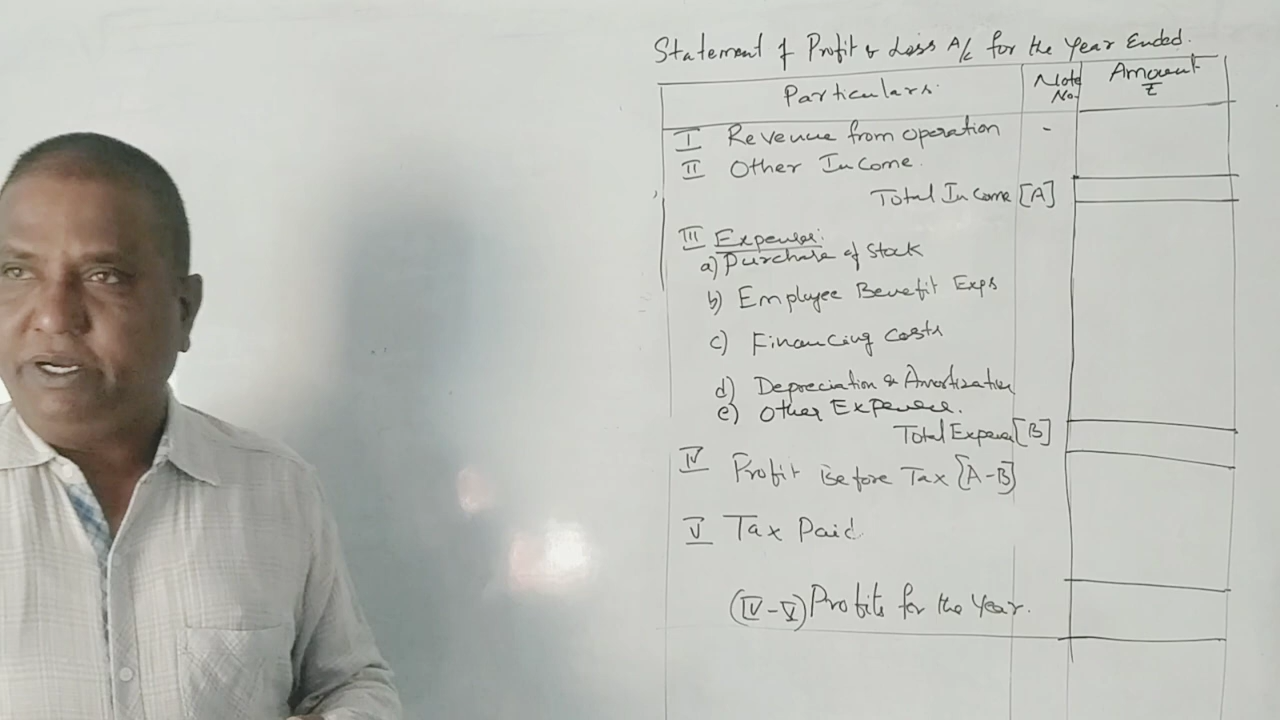 Statement of Profit & Loss A/c for the Year Ended.
Particulars. Note No. Amount ₹
I Revenue from operation -
II Other Income.
Total Income [A]
III Expenses:
a) Purchase of Stock
b) Employee Benefit Exps
c) Financing Costs
d) Depreciation & Amortization
e) Other Expenses.
Total Expenses [B]
IV Profit Before Tax [A-B]
V Tax Paid.
(IV-V) Profits for the Year.